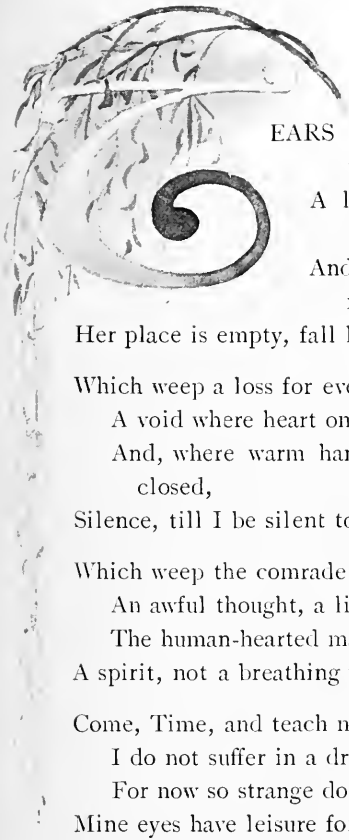 TEARS
A l
And
Her place is empty, fall l
Which weep a loss for eve
A void where heart on
And, where warm han
closed,
Silence, till I be silent to
Which weep the comrade
An awful thought, a li
The human-hearted m
A spirit, not a breathing
Come, Time, and teach m
I do not suffer in a dr
For now so strange do
Mine eyes have leisure fo